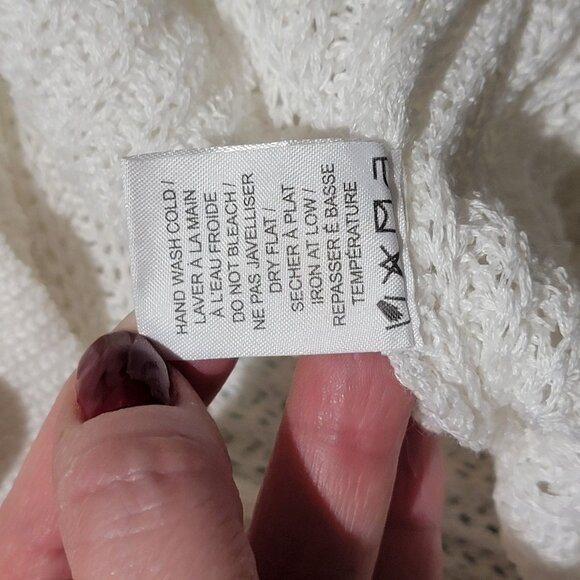 HAND WASH COLD /
LAVER À LA MAIN
À L'EAU FROIDE
DO NOT BLEACH /
NE PAS JAVELLISER
DRY FLAT /
SECHER À PLAT
IRON AT LOW /
REPASSER É BASSE
TEMPÉRATURE